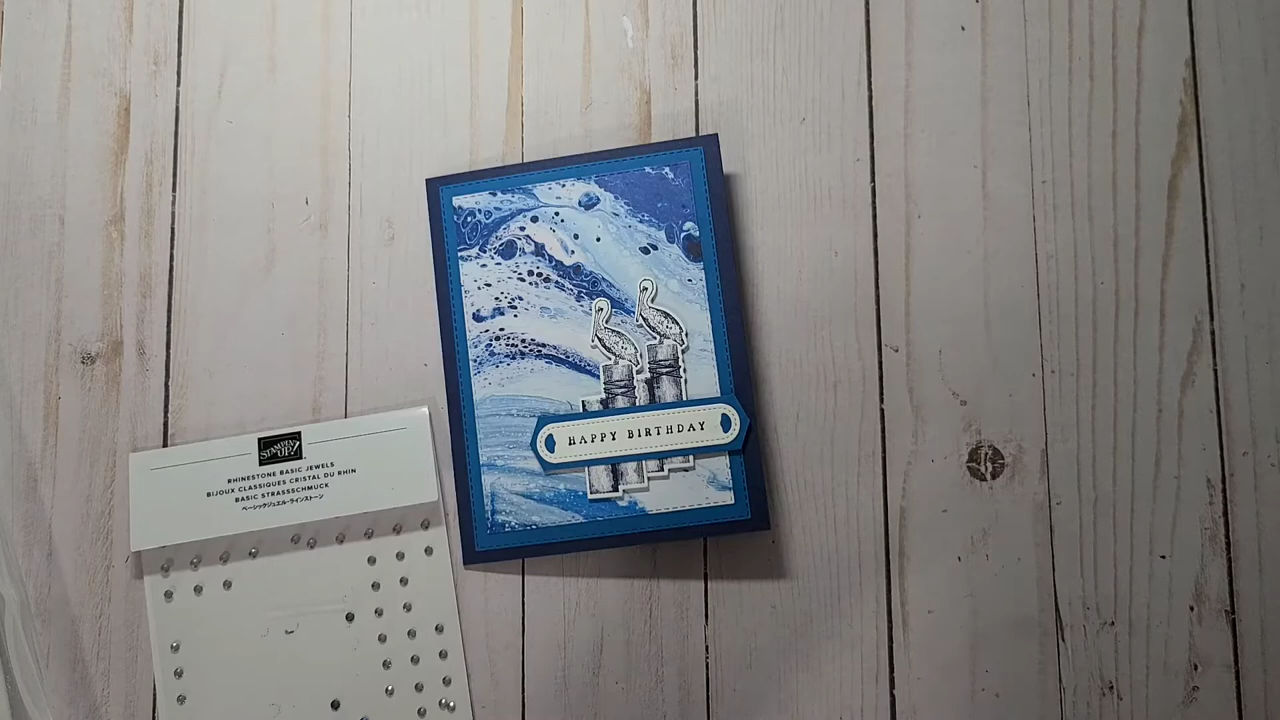 HAPPY BIRTHDAY
STAMPIN'
UP!
RHINESTONE BASIC JEWELS
BIJOUX CLASSIQUES CRISTAL DU RHIN
BASIC STRASSSCHMUCK
ベーシックジュエル・ラインストーン